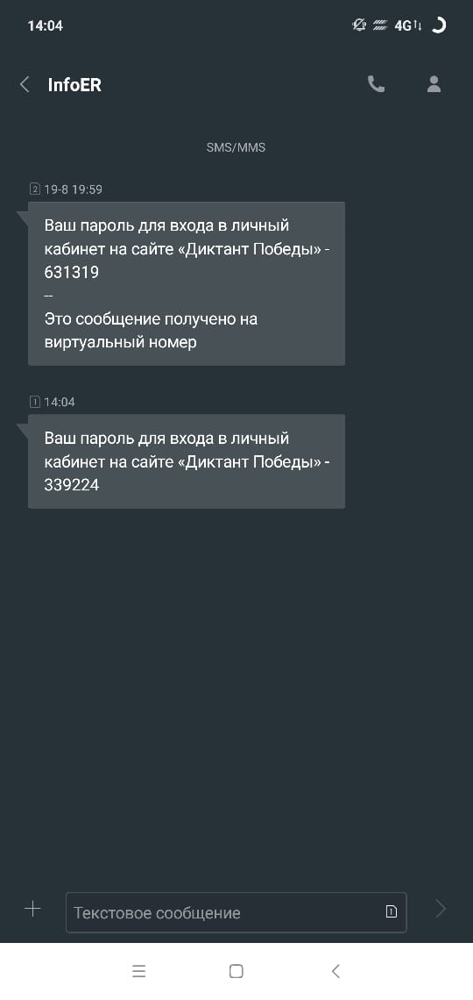 14:04
4G
InfoER
SMS/MMS
2 19-8 19:59
Ваш пароль для входа в личный
кабинет на сайте «Диктант Победы» -
631319
--
Это сообщение получено на
виртуальный номер
1 14:04
Ваш пароль для входа в личный
кабинет на сайте «Диктант Победы» -
339224
Текстовое сообщение
1